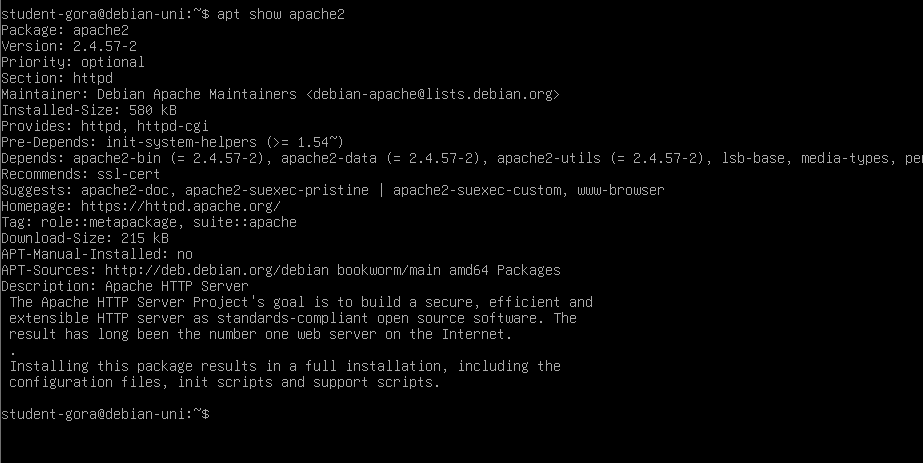 student-gora@debian-uni:~$ apt show apache2
Package: apache2
Version: 2.4.57-2
Priority: optional
Section: httpd
Maintainer: Debian Apache Maintainers <debian-apache@lists.debian.org>
Installed-Size: 580 kB
Provides: httpd, httpd-cgi
Pre-Depends: init-system-helpers (>= 1.54~)
Depends: apache2-bin (= 2.4.57-2), apache2-data (= 2.4.57-2), apache2-utils (= 2.4.57-2), lsb-base, media-types, pe
Recommends: ssl-cert
Suggests: apache2-doc, apache2-suexec-pristine | apache2-suexec-custom, www-browser
Homepage: https://httpd.apache.org/
Tag: role::metapackage, suite::apache
Download-Size: 215 kB
APT-Manual-Installed: no
APT-Sources: http://deb.debian.org/debian bookworm/main amd64 Packages
Description: Apache HTTP Server
 The Apache HTTP Server Project's goal is to build a secure, efficient and
 extensible HTTP server as standards-compliant open source software. The
 result has long been the number one web server on the Internet.
 .
 Installing this package results in a full installation, including the
 configuration files, init scripts and support scripts.
student-gora@debian-uni:~$